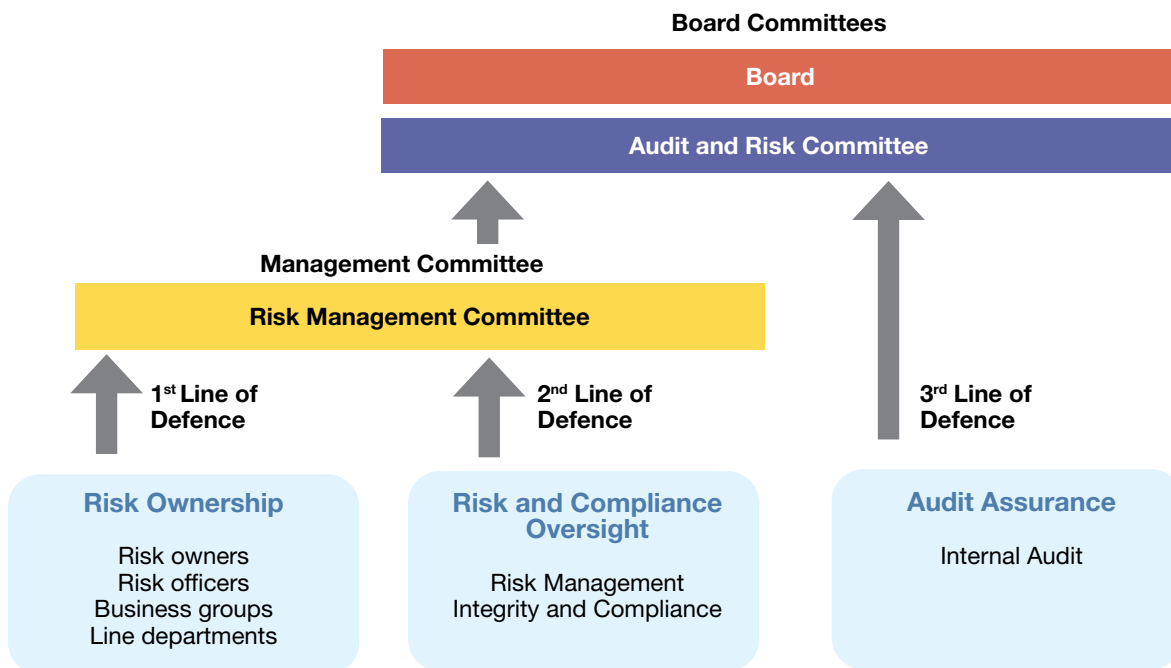 Board Committees
Board
Audit and Risk Committee
Management Committee
Risk Management Committee
1st Line of
Defence
2nd Line of
Defence
3rd Line of
Defence
Risk Ownership
Risk owners
Risk officers
Business groups
Line departments
Risk and Compliance
Oversight
Risk Management
Integrity and Compliance
Audit Assurance
Internal Audit